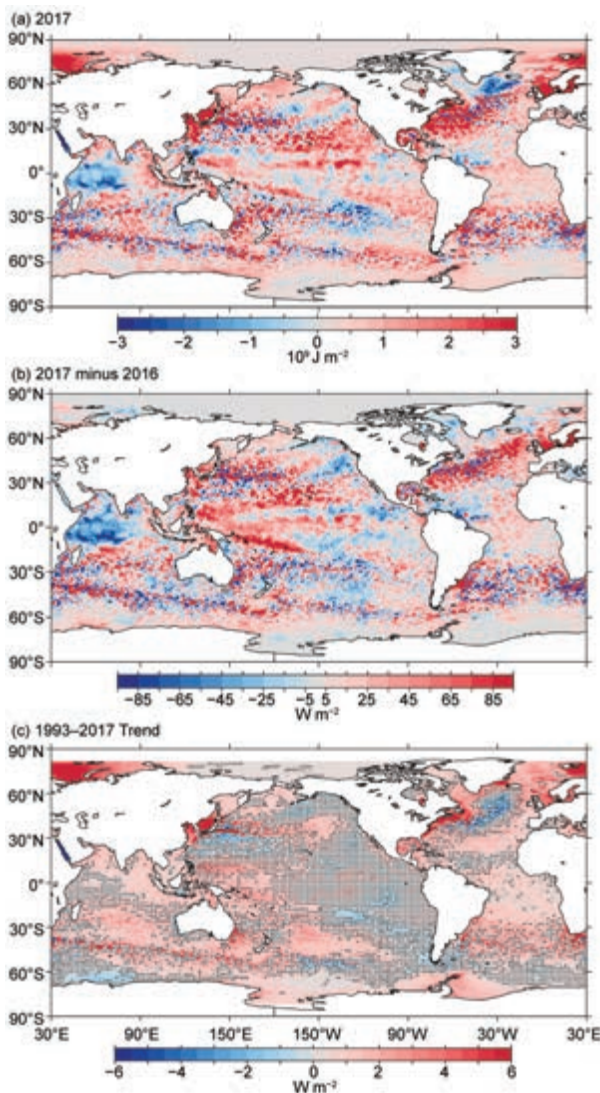 (a) 2017
90°N
60°N
30°N
0°
30°S
60°S
90°S
−3 −2 −1 0 1 2 3
10⁹ J m⁻²
(b) 2017 minus 2016
90°N
60°N
30°N
0°
30°S
60°S
90°S
−85 −65 −45 −25 −5 5 25 45 65 85
W m⁻²
(c) 1993–2017 Trend
90°N
60°N
30°N
0°
30°S
60°S
90°S
30°E 90°E 150°E 150°W 90°W 30°W 30°E
−6 −4 −2 0 2 4 6
W m⁻²